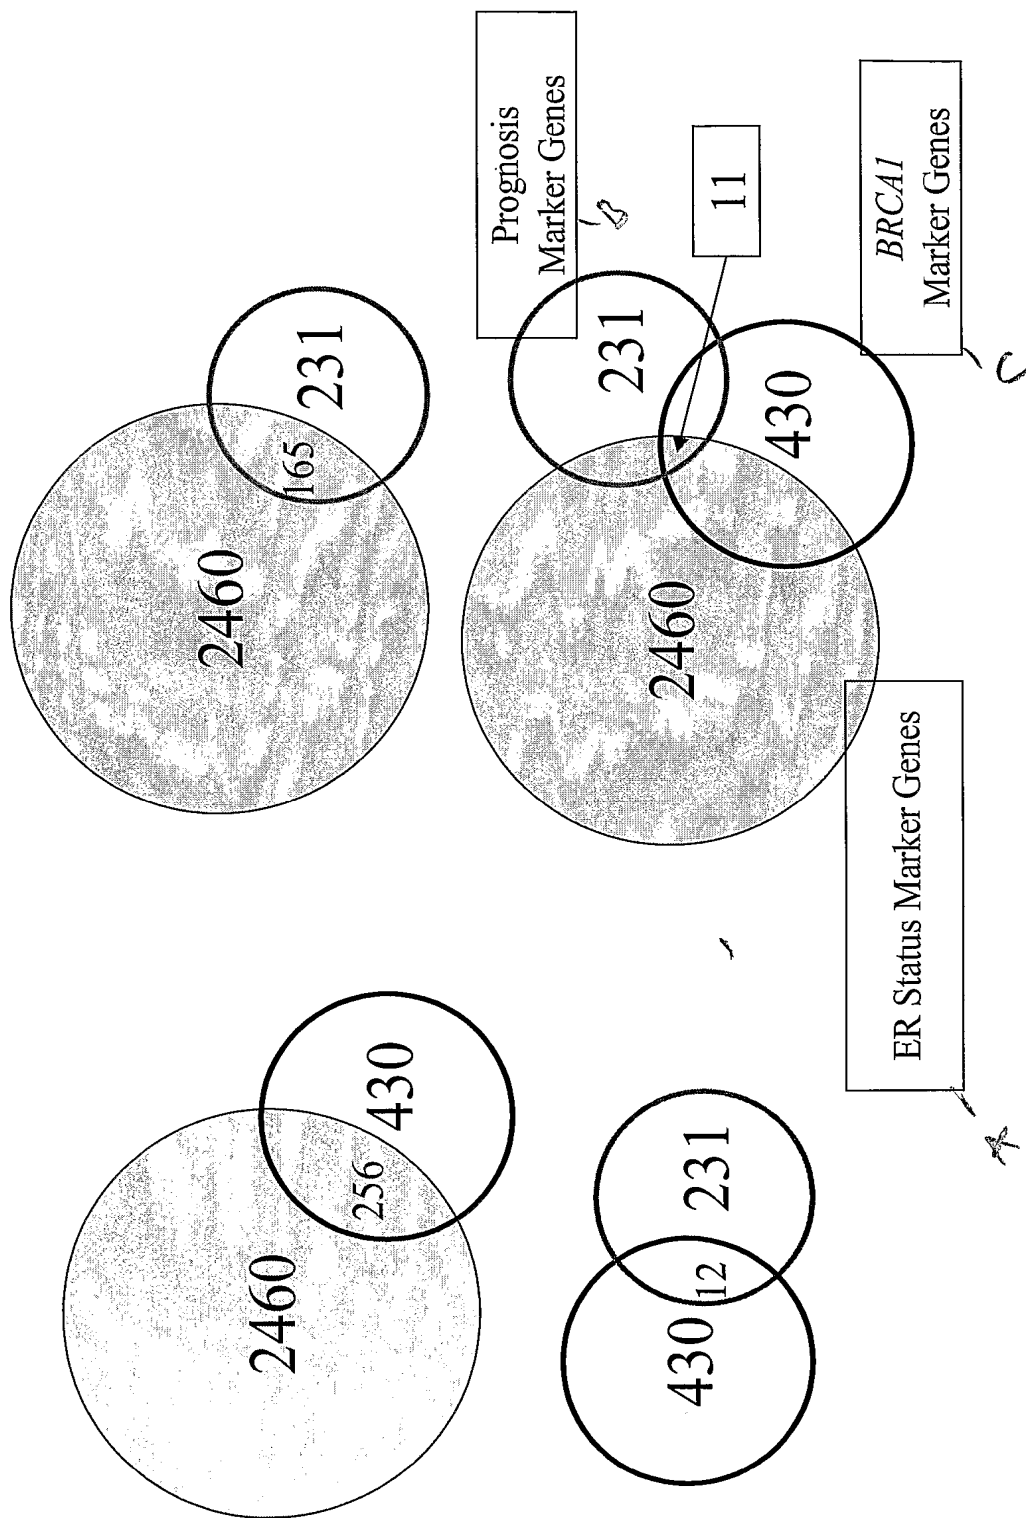 2460
256
430
2460
165
231
430
12
231
2460
231
430
11
Prognosis
Marker Genes
B
BRCA1
Marker Genes
C
ER Status Marker Genes
A